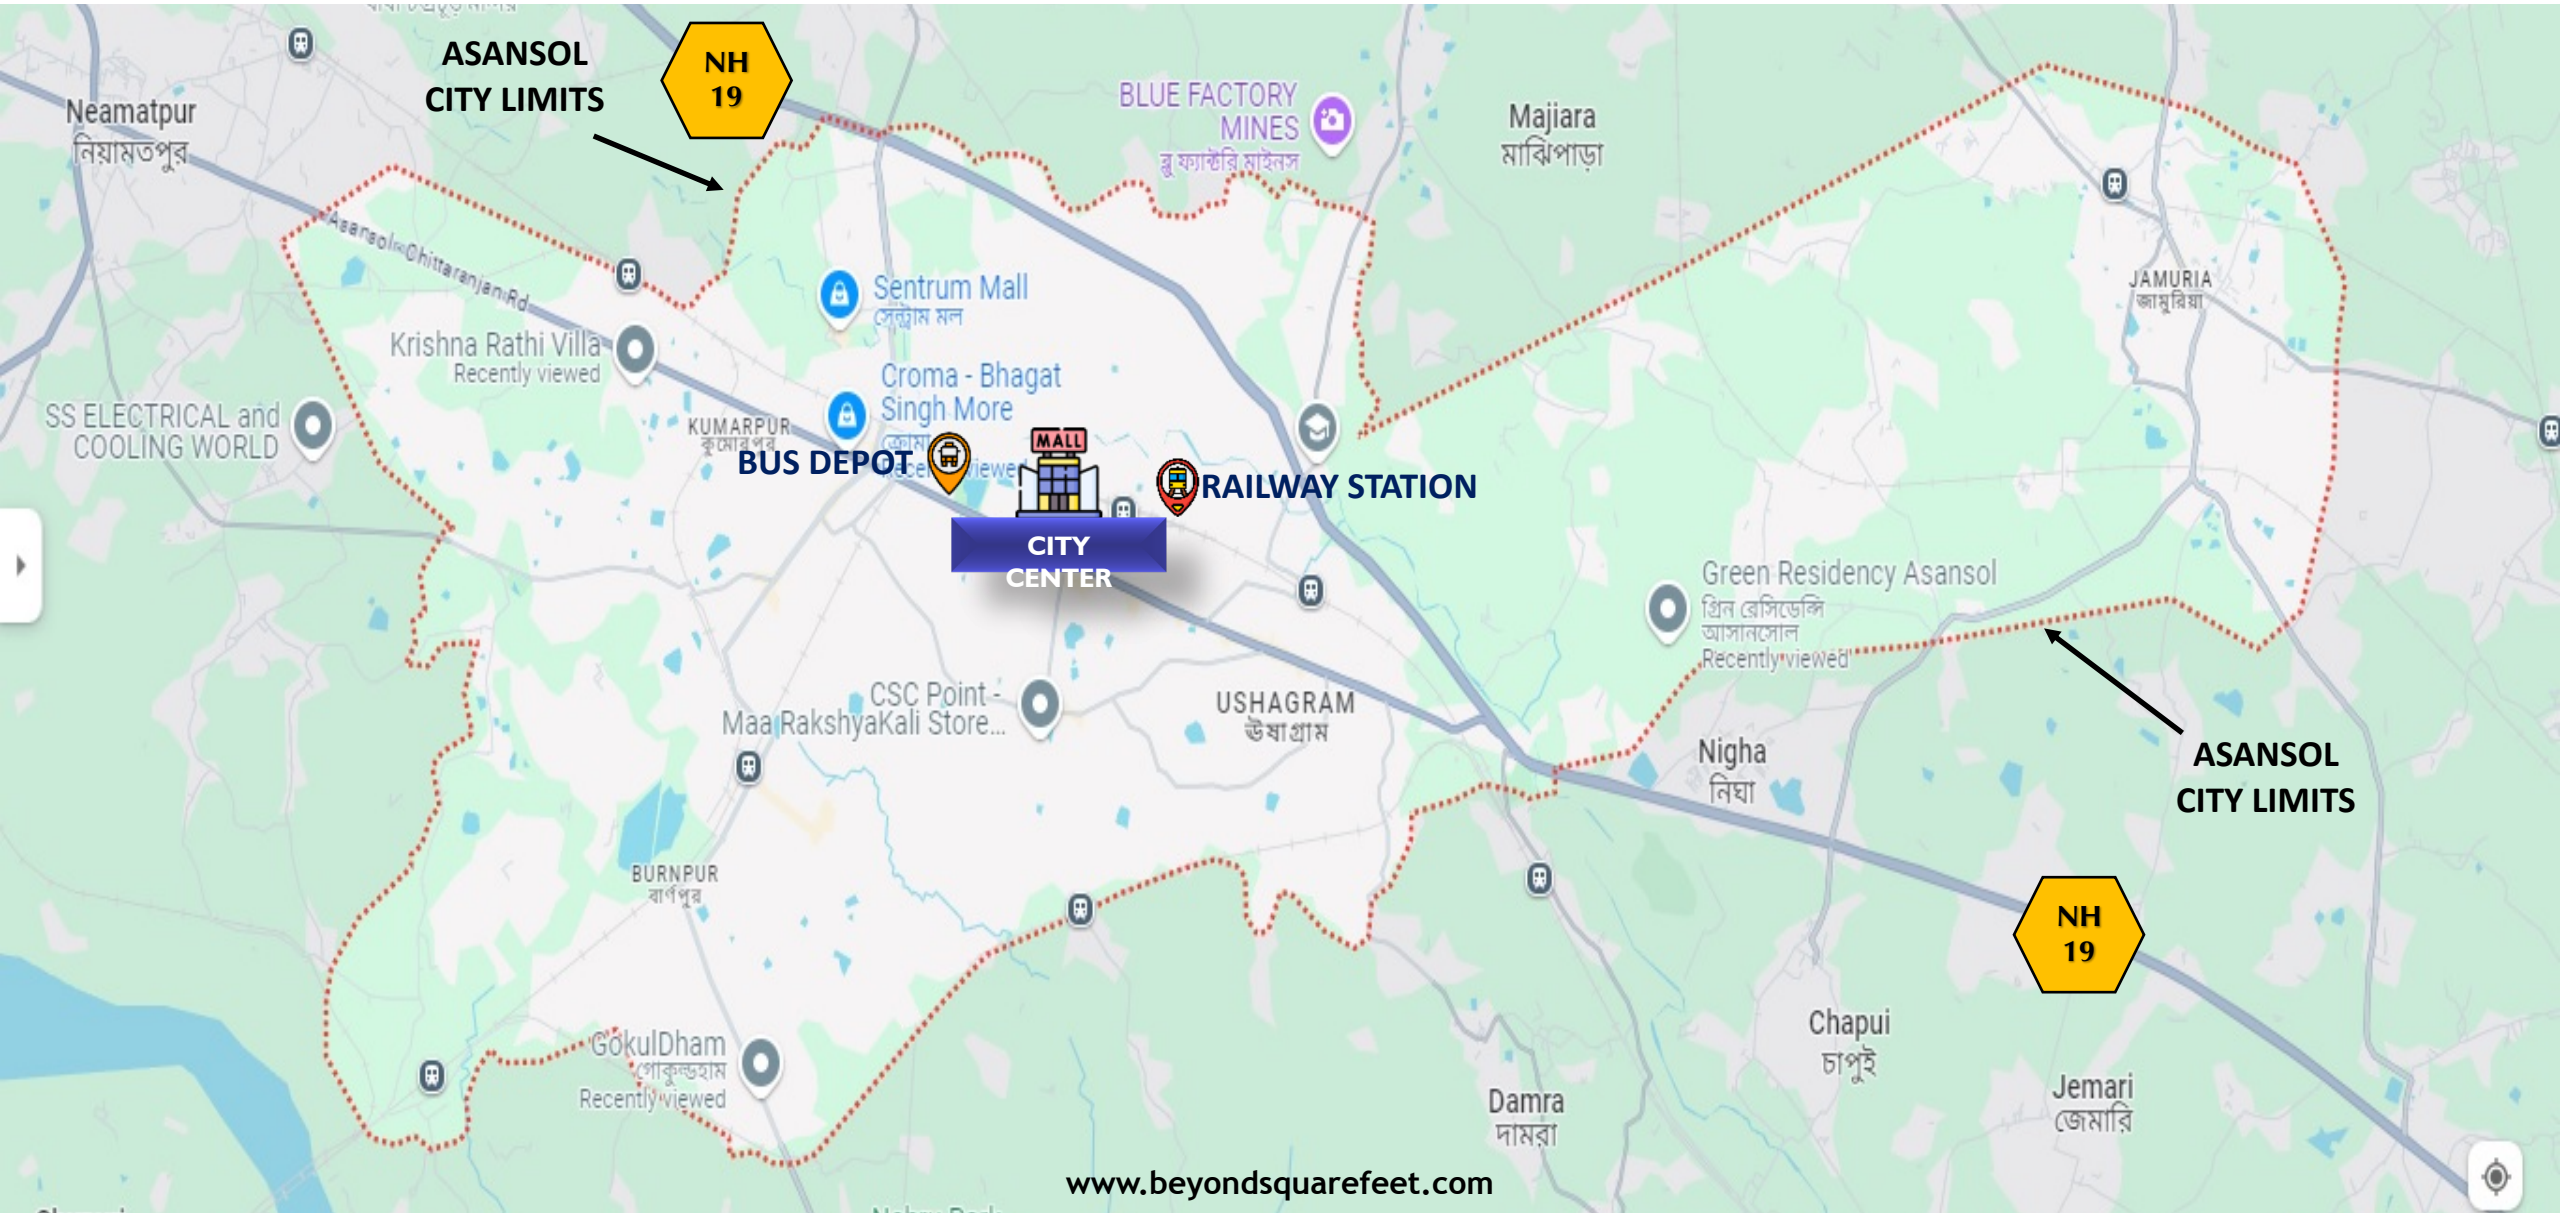 ASANSOL
CITY LIMITS
NH
19
Neamatpur
নিয়ামতপুর
BLUE FACTORY
MINES
ব্লু ফ্যাক্টরি মাইনস
Majiara
মাঝিপাড়া
Asansol - Chittaranjan Rd
Sentrum Mall
সেন্ট্রাম মল
JAMURIA
জামুরিয়া
Krishna Rathi Villa
Recently viewed
Croma - Bhagat
Singh More
ক্রোমা
SS ELECTRICAL and
COOLING WORLD
KUMARPUR
কুমোরপুর
MALL
BUS DEPOT
RAILWAY STATION
CITY
CENTER
Green Residency Asansol
গ্রিন রেসিডেন্সি
আসানসোল
Recently viewed
CSC Point -
Maa RakshyaKali Store...
USHAGRAM
ঊষাগ্রাম
Nigha
নিঘা
ASANSOL
CITY LIMITS
BURNPUR
বার্ণপুর
NH
19
GokulDham
গোকুলধাম
Recently viewed
Chapui
চাপুই
Jemari
জেমারি
Damra
দামরা
www.beyondsquarefeet.com